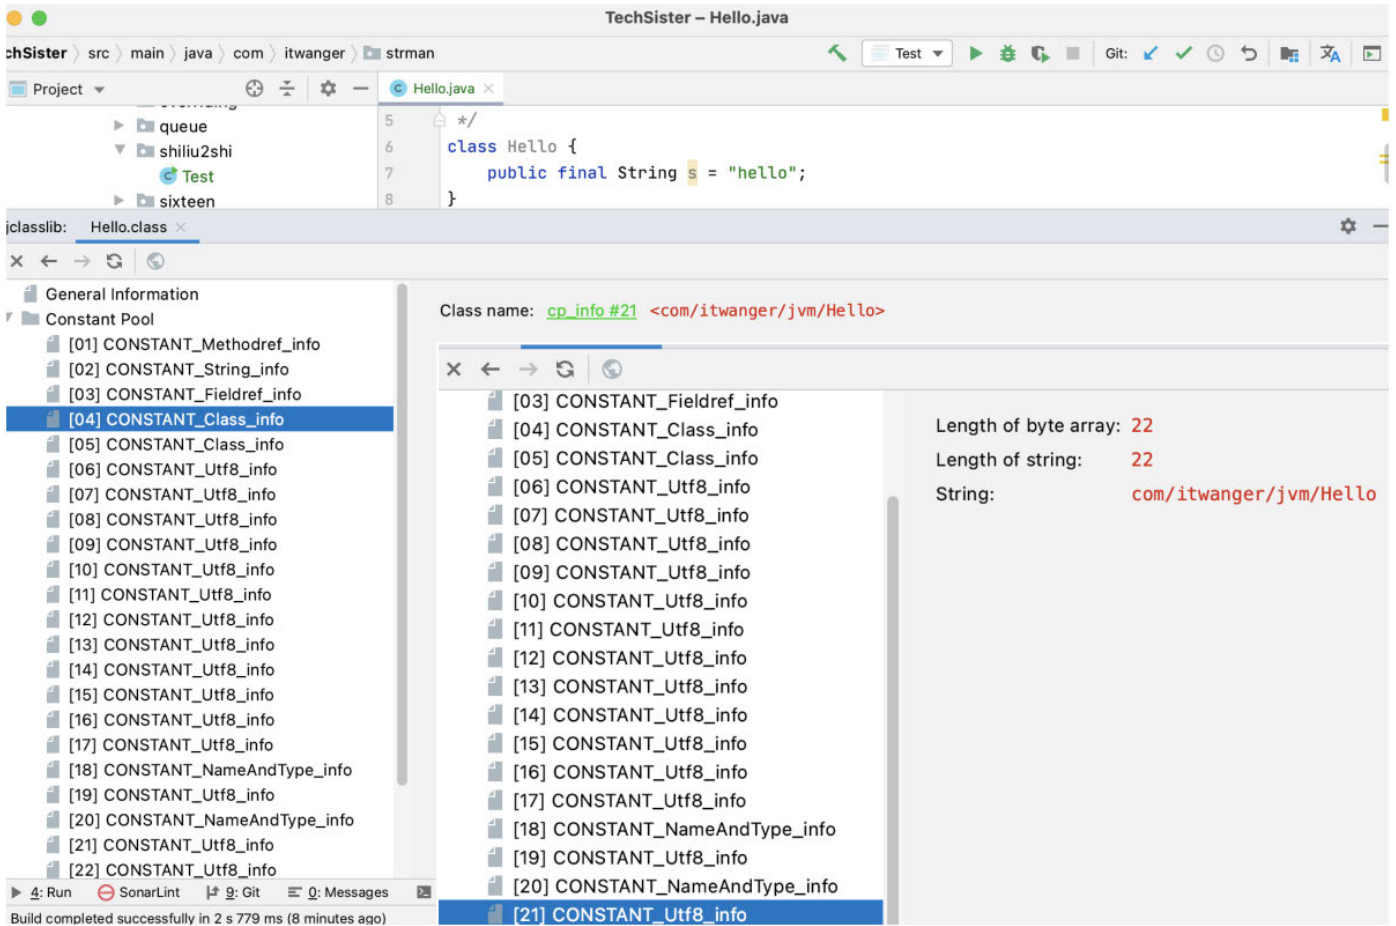 TechSister – Hello.java
chSister src main java com itwanger strman Test Git:
Project Hello.java
5 */
queue
6 class Hello {
shiliu2shi
7 public final String s = "hello";
Test
8 }
sixteen
jclasslib: Hello.class
General Information
Constant Pool
[01] CONSTANT_Methodref_info
[02] CONSTANT_String_info
[03] CONSTANT_Fieldref_info
[04] CONSTANT_Class_info
[05] CONSTANT_Class_info
[06] CONSTANT_Utf8_info
[07] CONSTANT_Utf8_info
[08] CONSTANT_Utf8_info
[09] CONSTANT_Utf8_info
[10] CONSTANT_Utf8_info
[11] CONSTANT_Utf8_info
[12] CONSTANT_Utf8_info
[13] CONSTANT_Utf8_info
[14] CONSTANT_Utf8_info
[15] CONSTANT_Utf8_info
[16] CONSTANT_Utf8_info
[17] CONSTANT_Utf8_info
[18] CONSTANT_NameAndType_info
[19] CONSTANT_Utf8_info
[20] CONSTANT_NameAndType_info
[21] CONSTANT_Utf8_info
[22] CONSTANT_Utf8_info
Class name: cp_info #21 <com/itwanger/jvm/Hello>
[03] CONSTANT_Fieldref_info
[04] CONSTANT_Class_info
[05] CONSTANT_Class_info
[06] CONSTANT_Utf8_info
[07] CONSTANT_Utf8_info
[08] CONSTANT_Utf8_info
[09] CONSTANT_Utf8_info
[10] CONSTANT_Utf8_info
[11] CONSTANT_Utf8_info
[12] CONSTANT_Utf8_info
[13] CONSTANT_Utf8_info
[14] CONSTANT_Utf8_info
[15] CONSTANT_Utf8_info
[16] CONSTANT_Utf8_info
[17] CONSTANT_Utf8_info
[18] CONSTANT_NameAndType_info
[19] CONSTANT_Utf8_info
[20] CONSTANT_NameAndType_info
[21] CONSTANT_Utf8_info
Length of byte array: 22
Length of string: 22
String: com/itwanger/jvm/Hello
4: Run SonarLint 9: Git 0: Messages
Build completed successfully in 2 s 779 ms (8 minutes ago)